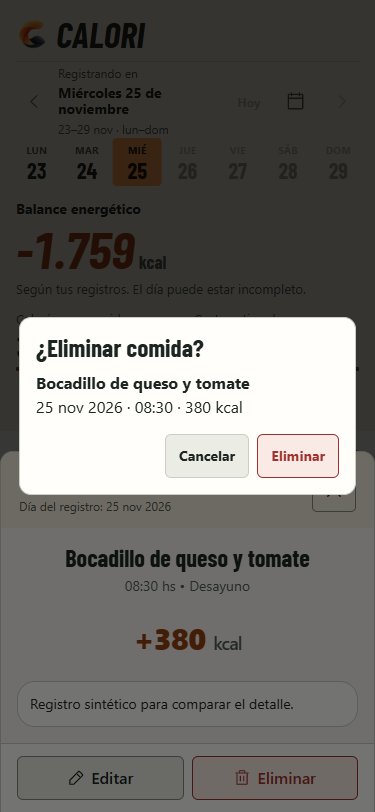 CALORI
Registrando en
Miércoles 25 de
noviembre
Hoy
23–29 nov · lun–dom
LUN MAR MIÉ JUE VIE SÁB DOM
23 24 25 26 27 28 29
Balance energético
-1.759 kcal
Según tus registros. El día puede estar incompleto.
¿Eliminar comida?
Bocadillo de queso y tomate
25 nov 2026 · 08:30 · 380 kcal
Cancelar Eliminar
Día del registro: 25 nov 2026
Bocadillo de queso y tomate
08:30 hs • Desayuno
+380 kcal
Registro sintético para comparar el detalle.
Editar Eliminar